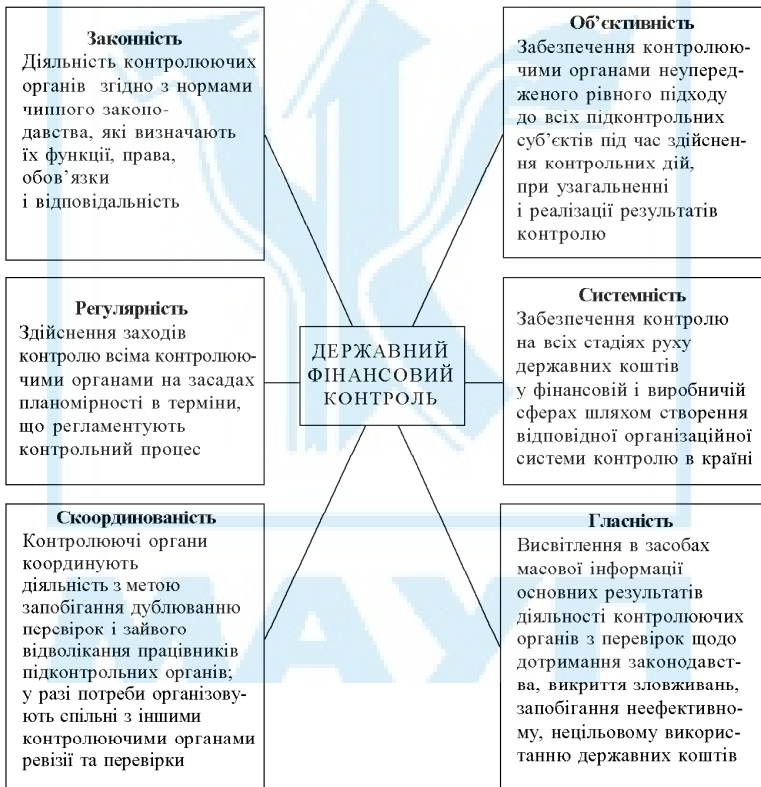 Законність
Діяльність контролюючих
органів згідно з нормами
чинного законо-
давства, які визначають
їх функції, права,
обов’язки
і відповідальність
Об’єктивність
Забезпечення контролюю-
чими органами неуперед-
женого рівного підходу
до всіх підконтрольних
суб’єктів під час здійснен-
ня контрольних дій,
при узагальненні
і реалізації результатів
контролю
Регулярність
Здійснення заходів
контролю всіма контролюю-
чими органами на засадах
планомірності в терміни,
що регламентують
контрольний процес
ДЕРЖАВНИЙ
ФІНАНСОВИЙ
КОНТРОЛЬ
Системність
Забезпечення контролю
на всіх стадіях руху
державних коштів
у фінансовій і виробничій
сферах шляхом створення
відповідної організаційної
системи контролю в країні
Скоординованість
Контролюючі органи
координують
діяльність з метою
запобігання дублюванню
перевірок і зайвого
відволікання працівників
підконтрольних органів;
у разі потреби організову-
ють спільні з іншими
контролюючими органами
ревізії та перевірки
Гласність
Висвітлення в засобах
масової інформації
основних результатів
діяльності контролюючих
органів з перевірок щодо
дотримання законодавст-
ва, викриття зловживань,
запобігання неефективно-
му, нецільовому викорис-
танню державних коштів
МАУП